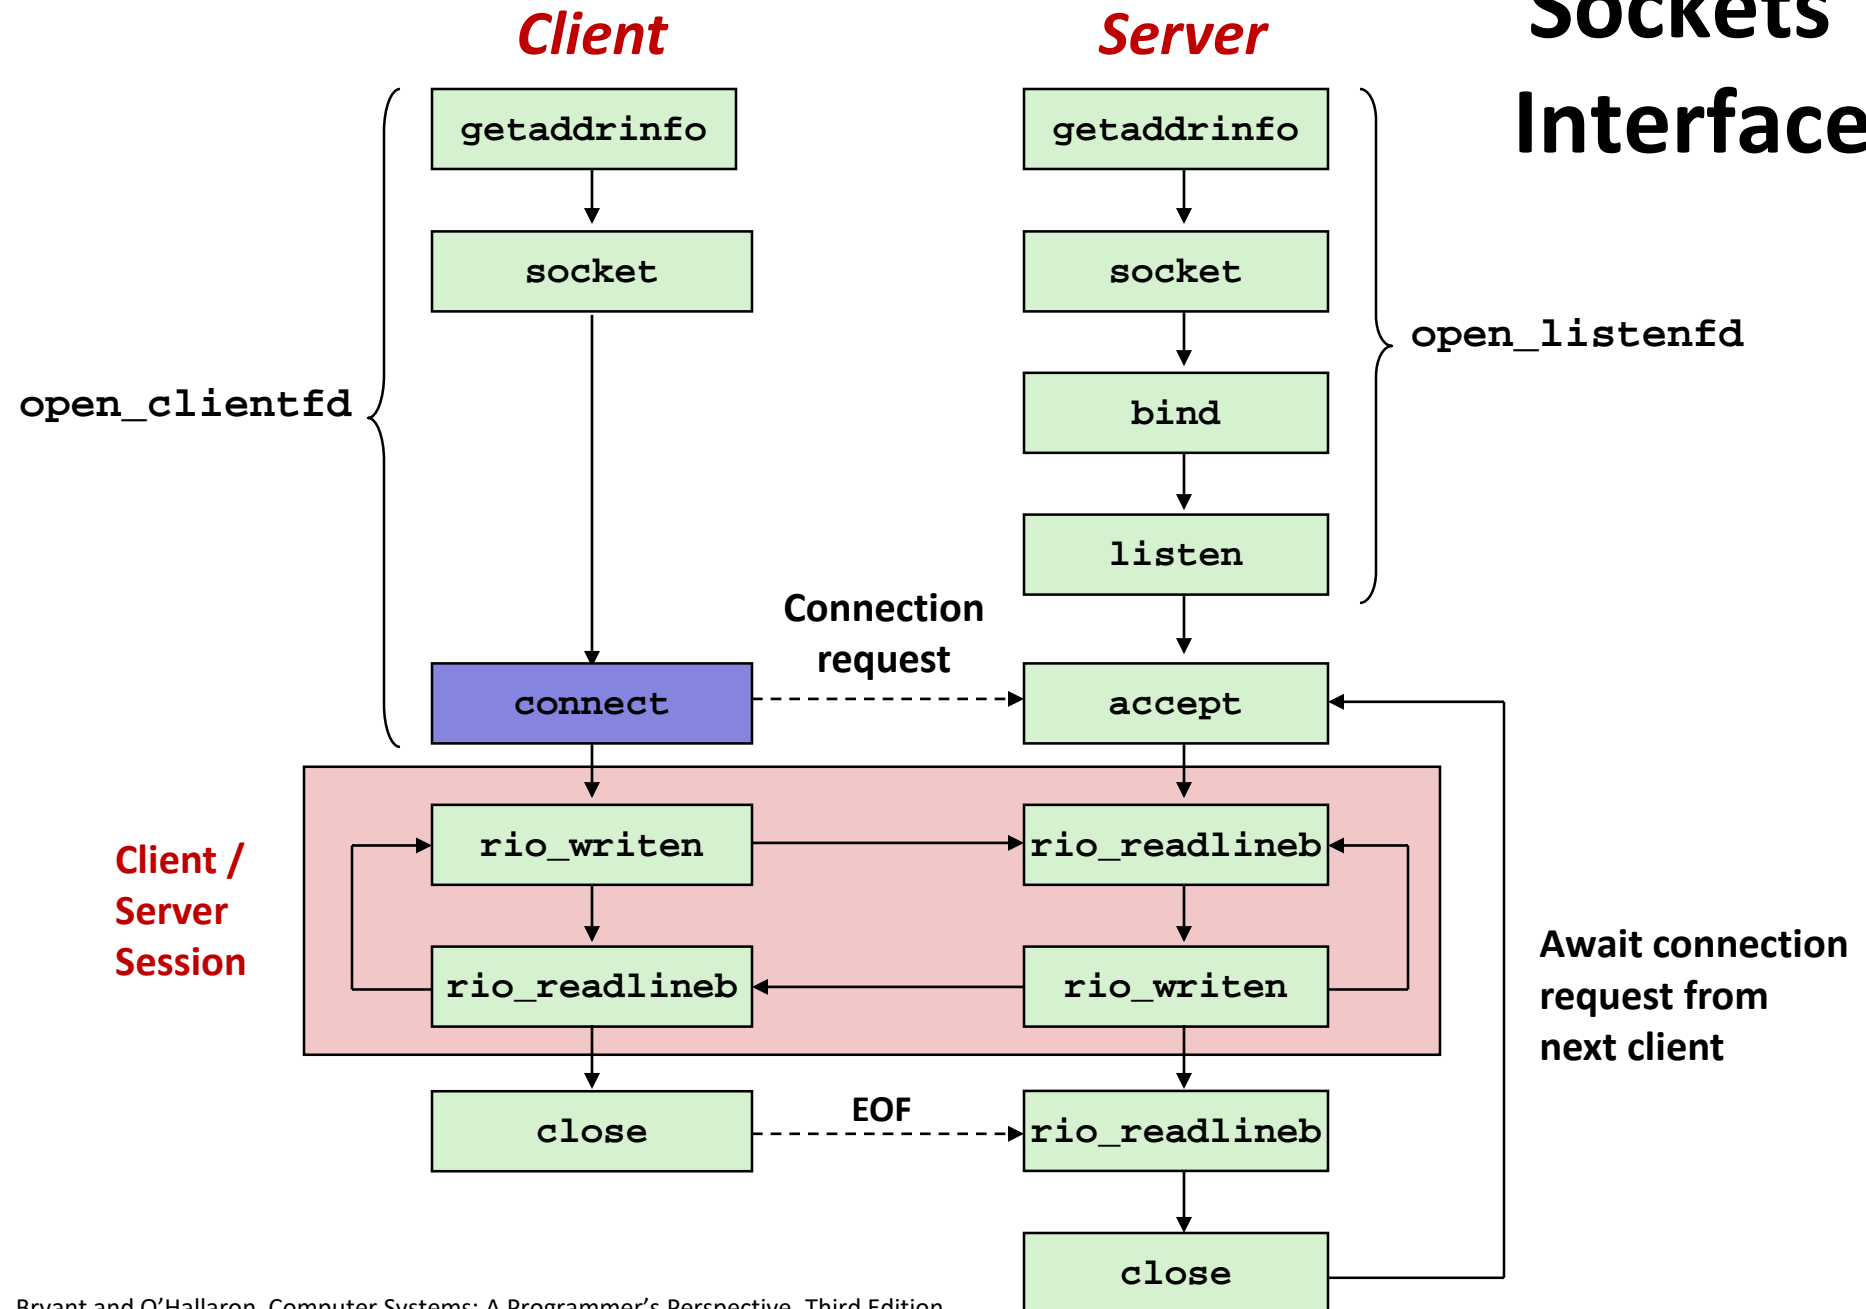 Sockets
Interface
Client
Server
getaddrinfo
getaddrinfo
socket
socket
open_listenfd
open_clientfd
bind
listen
Connection
request
connect
accept
Client /
Server
Session
rio_writen
rio_readlineb
rio_readlineb
rio_writen
Await connection
request from
next client
close
EOF
rio_readlineb
close
Bryant and O'Hallaron, Computer Systems: A Programmer's Perspective, Third Edition